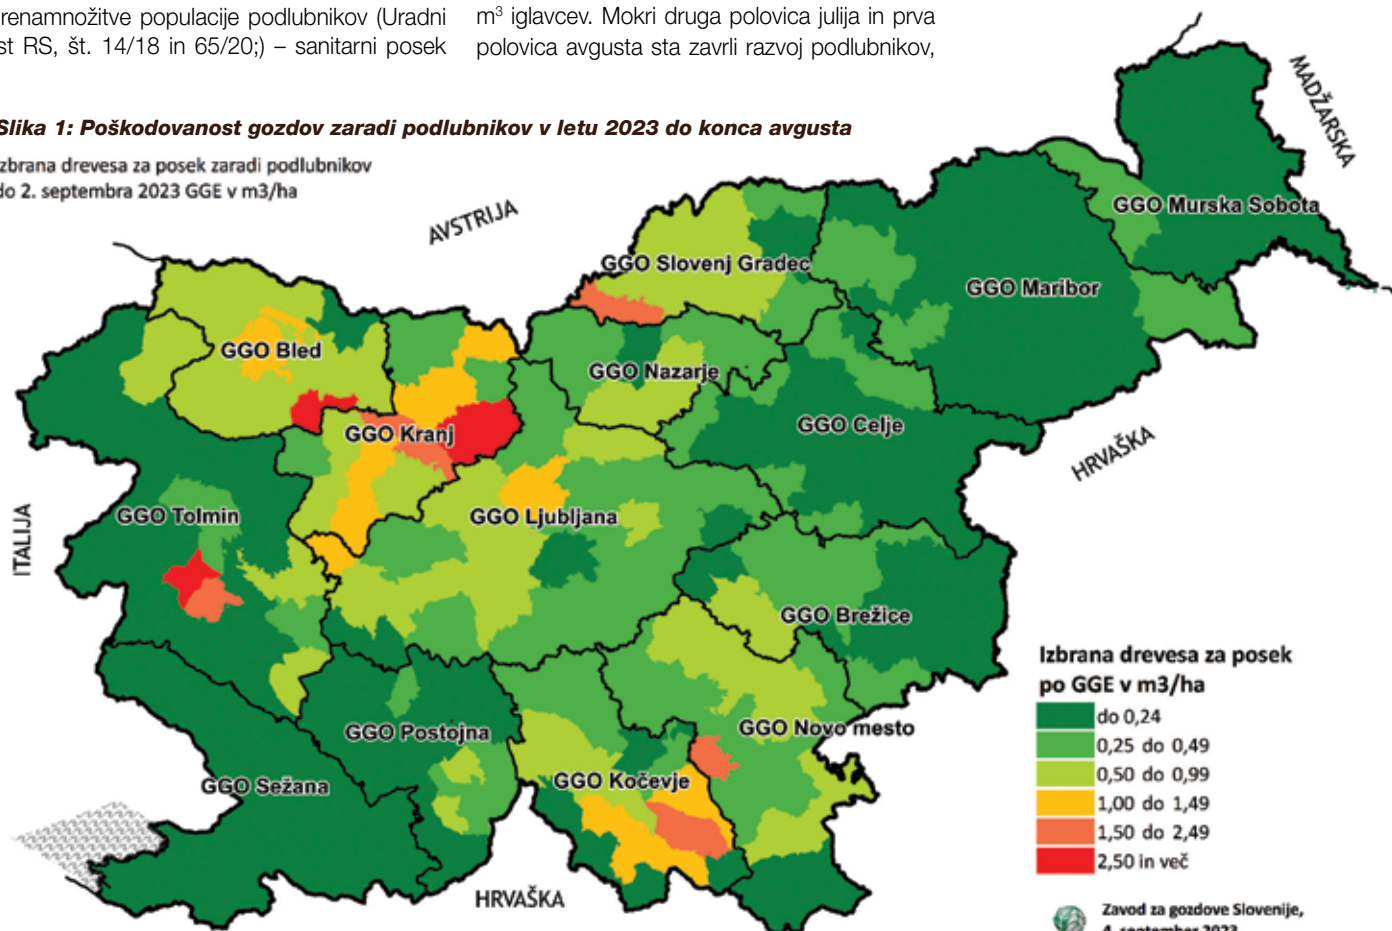 prenamnožitve populacije podlubnikov (Uradni
st RS, št. 14/18 in 65/20;) – sanitarni posek
m³ iglavcev. Mokri druga polovica julija in prva
polovica avgusta sta zavrli razvoj podlubnikov,
Slika 1: Poškodovanost gozdov zaradi podlubnikov v letu 2023 do konca avgusta
Izbrana drevesa za posek zaradi podlubnikov
do 2. septembra 2023 GGE v m3/ha
AVSTRIJA
MADŽARSKA
GGO Murska Sobota
GGO Slovenj Gradec
GGO Maribor
GGO Bled
GGO Nazarje
GGO Kranj
GGO Celje
HRVAŠKA
ITALIJA
GGO Tolmin
GGO Ljubljana
GGO Brežice
GGO Novo mesto
GGO Postojna
GGO Kočevje
GGO Sežana
HRVAŠKA
Izbrana drevesa za posek
po GGE v m3/ha
do 0,24
0,25 do 0,49
0,50 do 0,99
1,00 do 1,49
1,50 do 2,49
2,50 in več
Zavod za gozdove Slovenije,
4. september 2023